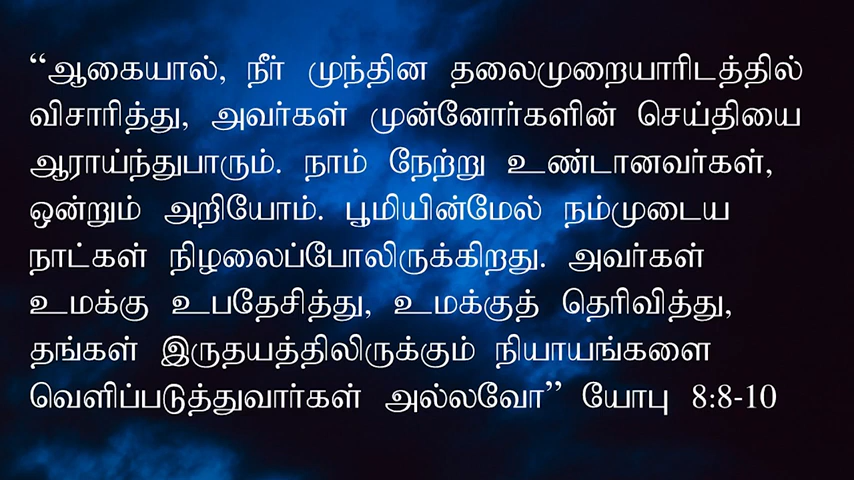 “ஆகையால், நீர் முந்தின தலைமுறையாரிடத்தில்
விசாரித்து, அவர்கள் முன்னோர்களின் செய்தியை
ஆராய்ந்துபாரும். நாம் நேற்று உண்டானவர்கள்,
ஒன்றும் அறியோம். பூமியின்மேல் நம்முடைய
நாட்கள் நிழலைப்போலிருக்கிறது. அவர்கள்
உமக்கு உபதேசித்து, உமக்குத் தெரிவித்து,
தங்கள் இருதயத்திலிருக்கும் நியாயங்களை
வெளிப்படுத்துவார்கள் அல்லவோ” யோபு 8:8-10